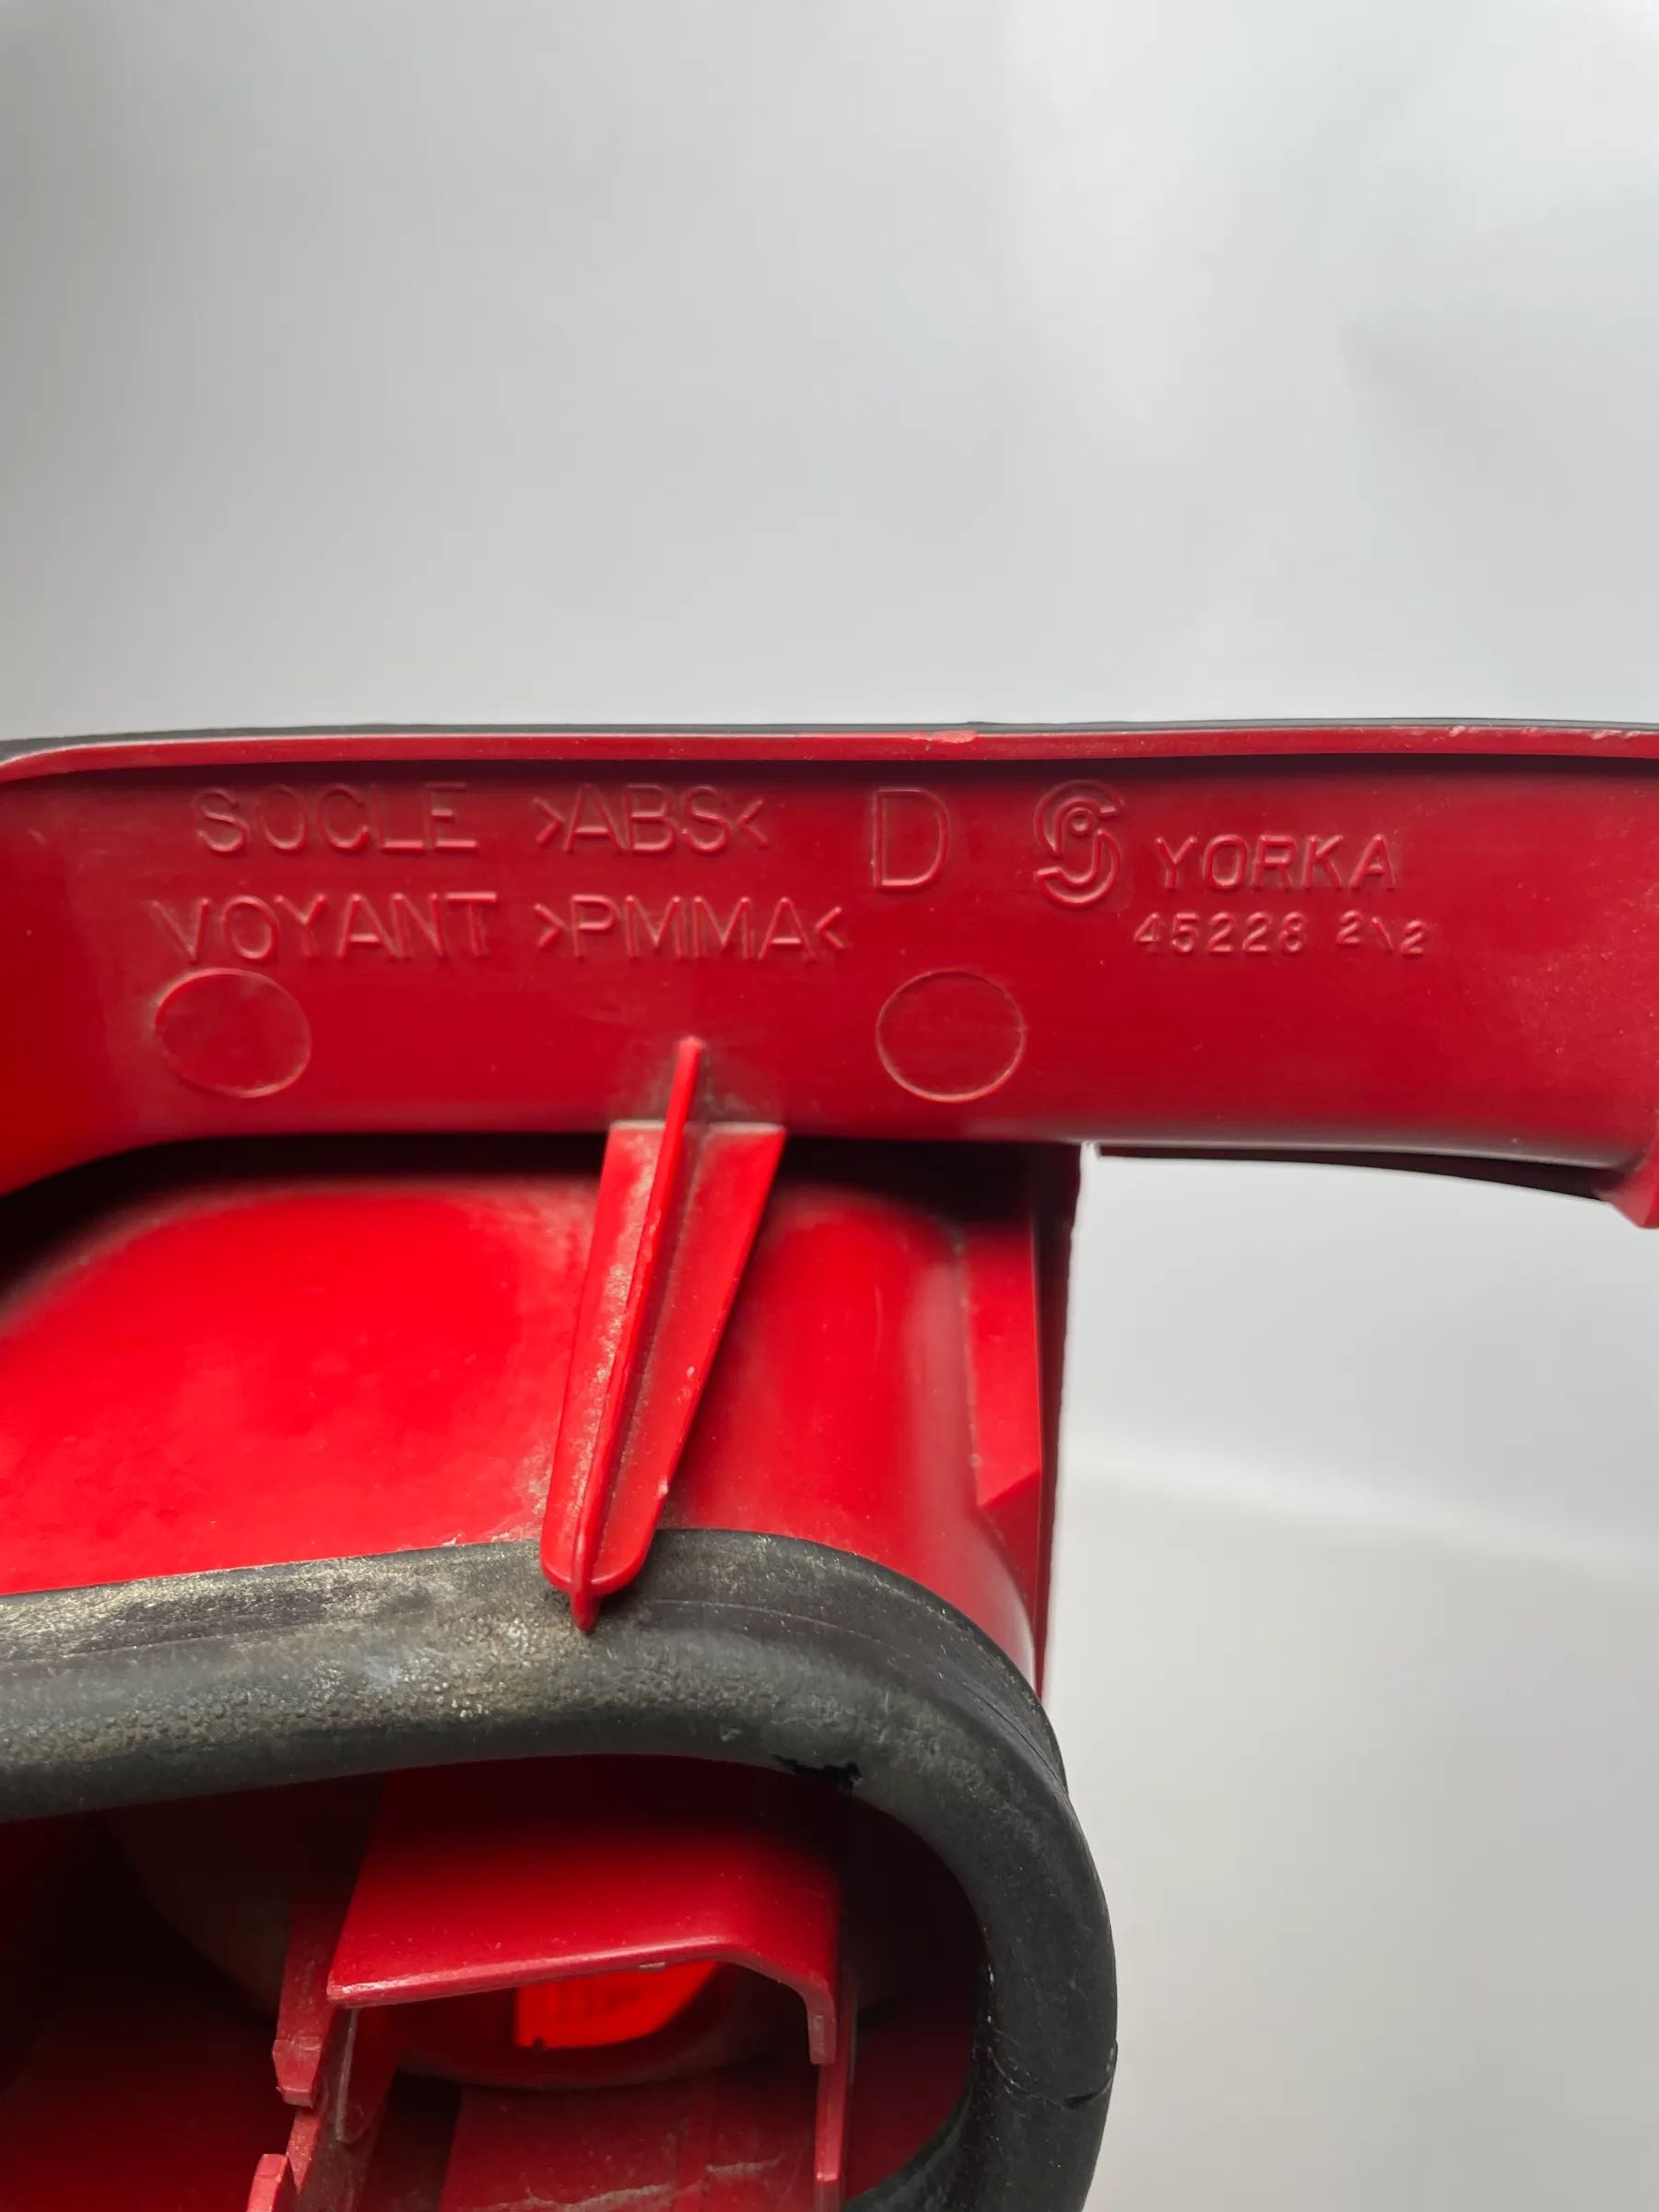 SOCLE >ABS< D
VOYANT >PMMA<
YORKA
45228 2\2